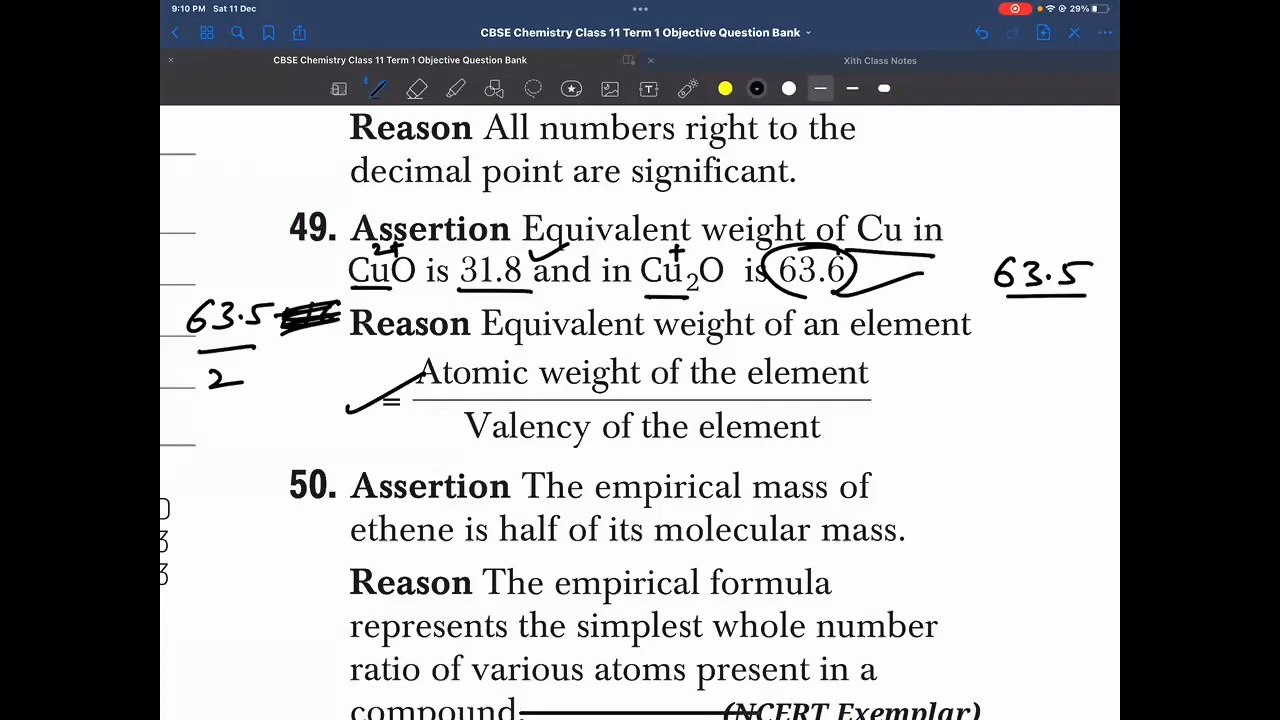 9:10 PM Sat 11 Dec
29%
CBSE Chemistry Class 11 Term 1 Objective Question Bank
CBSE Chemistry Class 11 Term 1 Objective Question Bank
Xith Class Notes
Reason All numbers right to the
decimal point are significant.
49. Assertion Equivalent weight of Cu in
2+ +
CuO is 31.8 and in Cu₂O is 63.6
63.5
63.5
2
Reason Equivalent weight of an element
= Atomic weight of the element
Valency of the element
50. Assertion The empirical mass of
ethene is half of its molecular mass.
Reason The empirical formula
represents the simplest whole number
ratio of various atoms present in a
compound. (NCERT Exemplar)